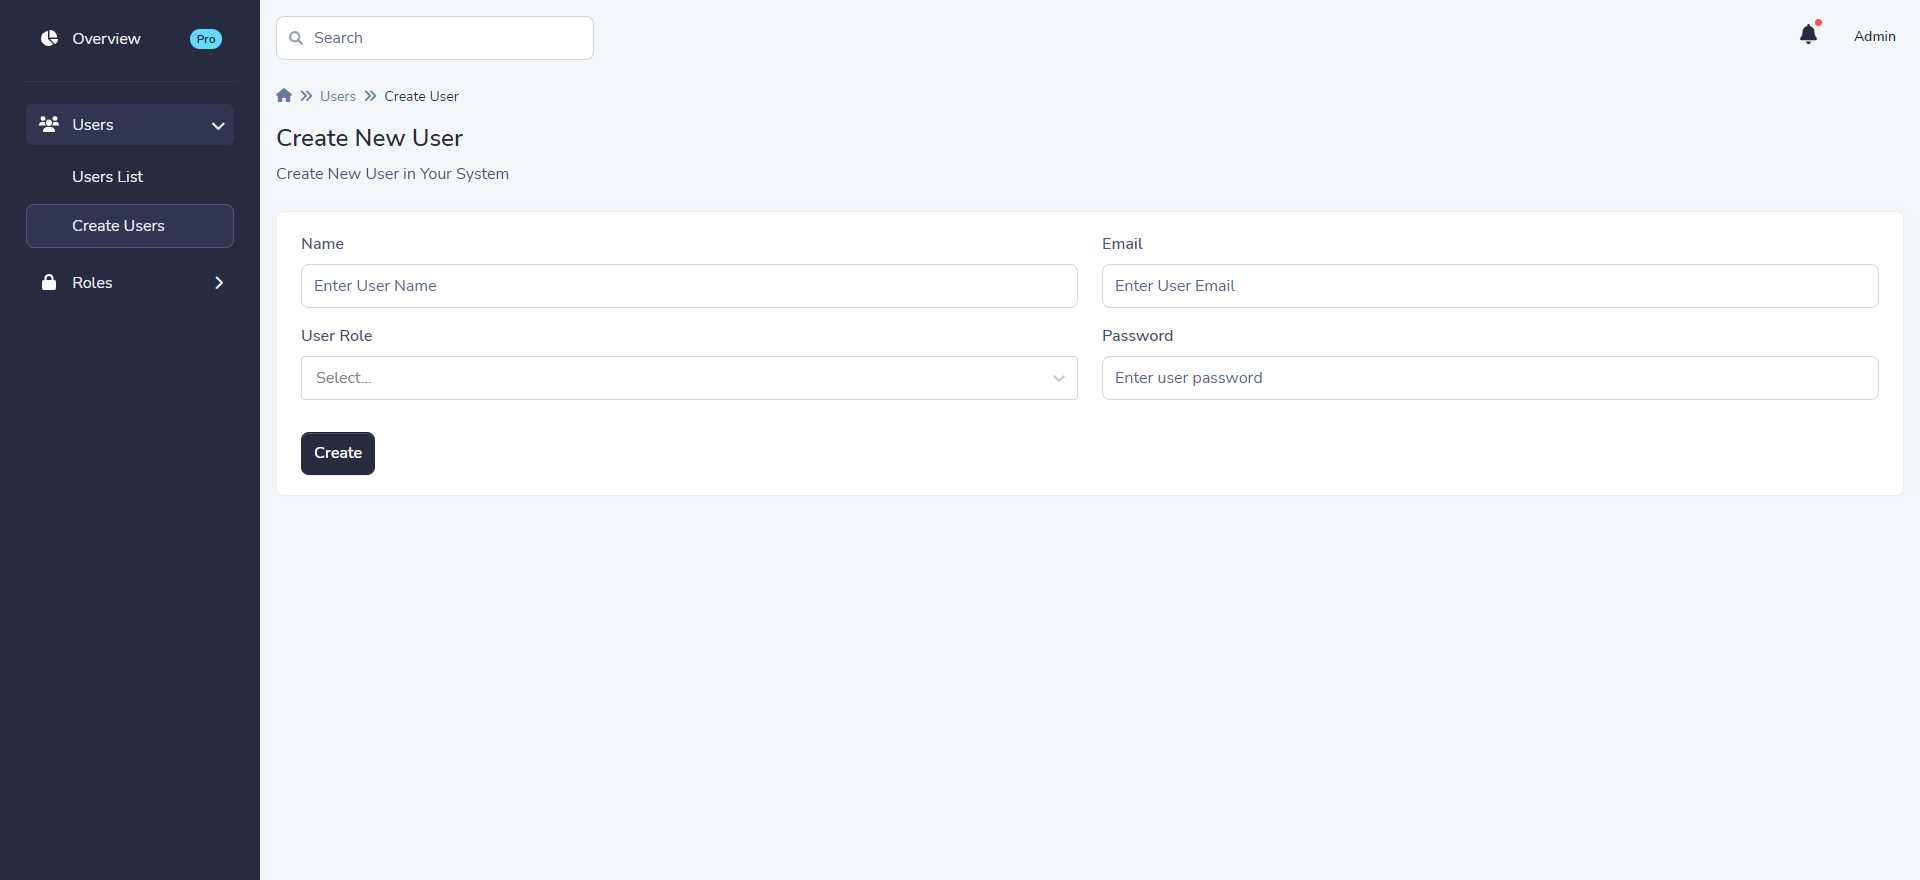 Overview Pro
Users
Users List
Create Users
Roles
Search
Admin
Users Create User
Create New User
Create New User in Your System
Name
Enter User Name
Email
Enter User Email
User Role
Select...
Password
Enter user password
Create